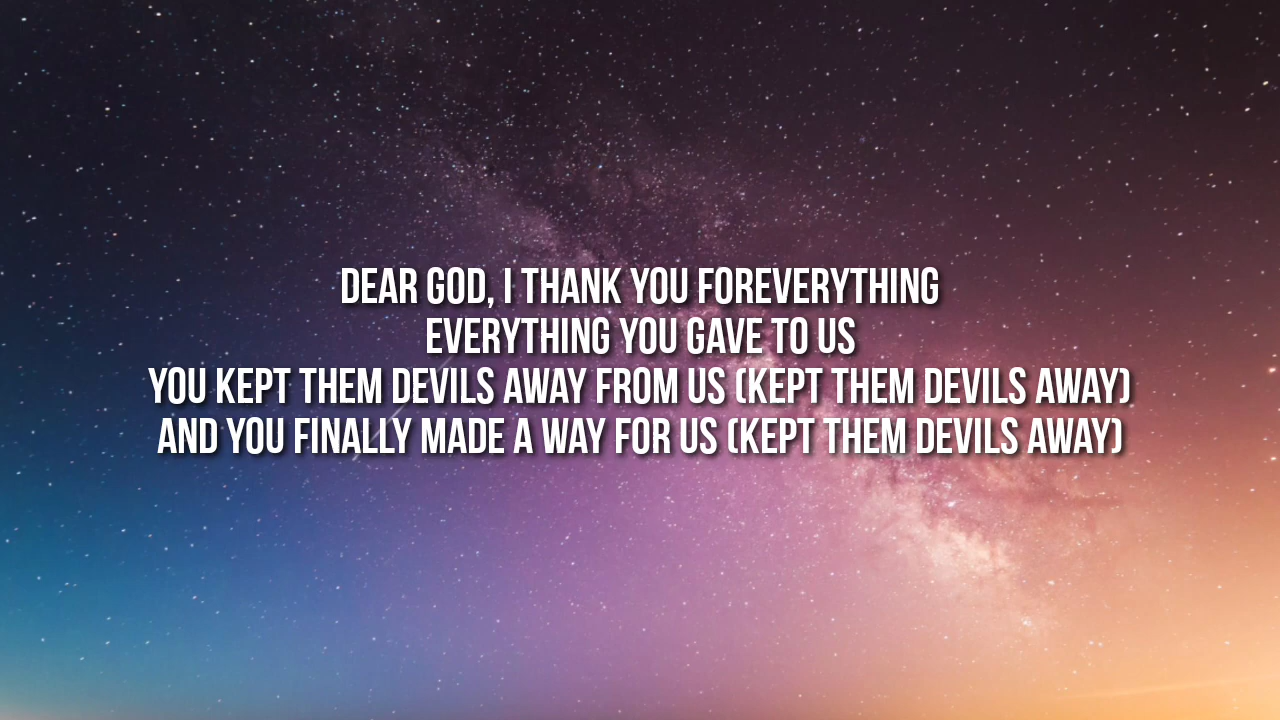 DEAR GOD, I THANK YOU FOREVERYTHING
EVERYTHING YOU GAVE TO US
YOU KEPT THEM DEVILS AWAY FROM US (KEPT THEM DEVILS AWAY)
AND YOU FINALLY MADE A WAY FOR US (KEPT THEM DEVILS AWAY)